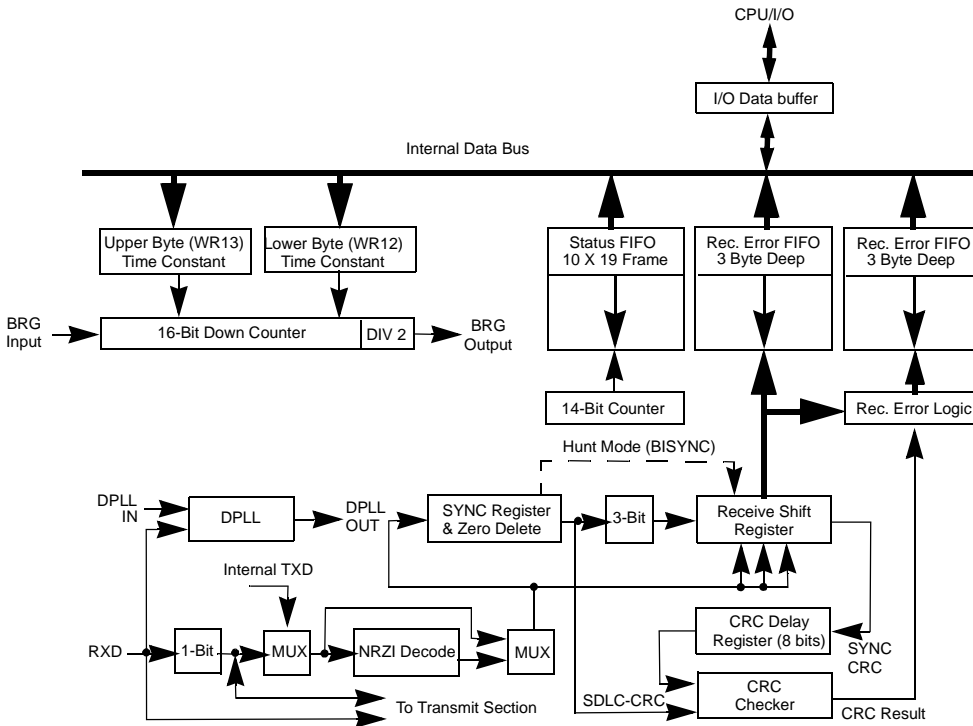 CPU/I/O
I/O Data buffer
Internal Data Bus
Upper Byte (WR13)
Time Constant
Lower Byte (WR12)
Time Constant
Status FIFO
10 X 19 Frame
Rec. Error FIFO
3 Byte Deep
Rec. Error FIFO
3 Byte Deep
BRG
Input
16-Bit Down Counter
DIV 2
BRG
Output
14-Bit Counter
Rec. Error Logic
Hunt Mode (BISYNC)
DPLL
IN
DPLL
DPLL
OUT
SYNC Register
& Zero Delete
3-Bit
Receive Shift
Register
Internal TXD
RXD
1-Bit
MUX
NRZI Decode
MUX
CRC Delay
Register (8 bits)
SYNC
CRC
To Transmit Section
SDLC-CRC
CRC
Checker
CRC Result